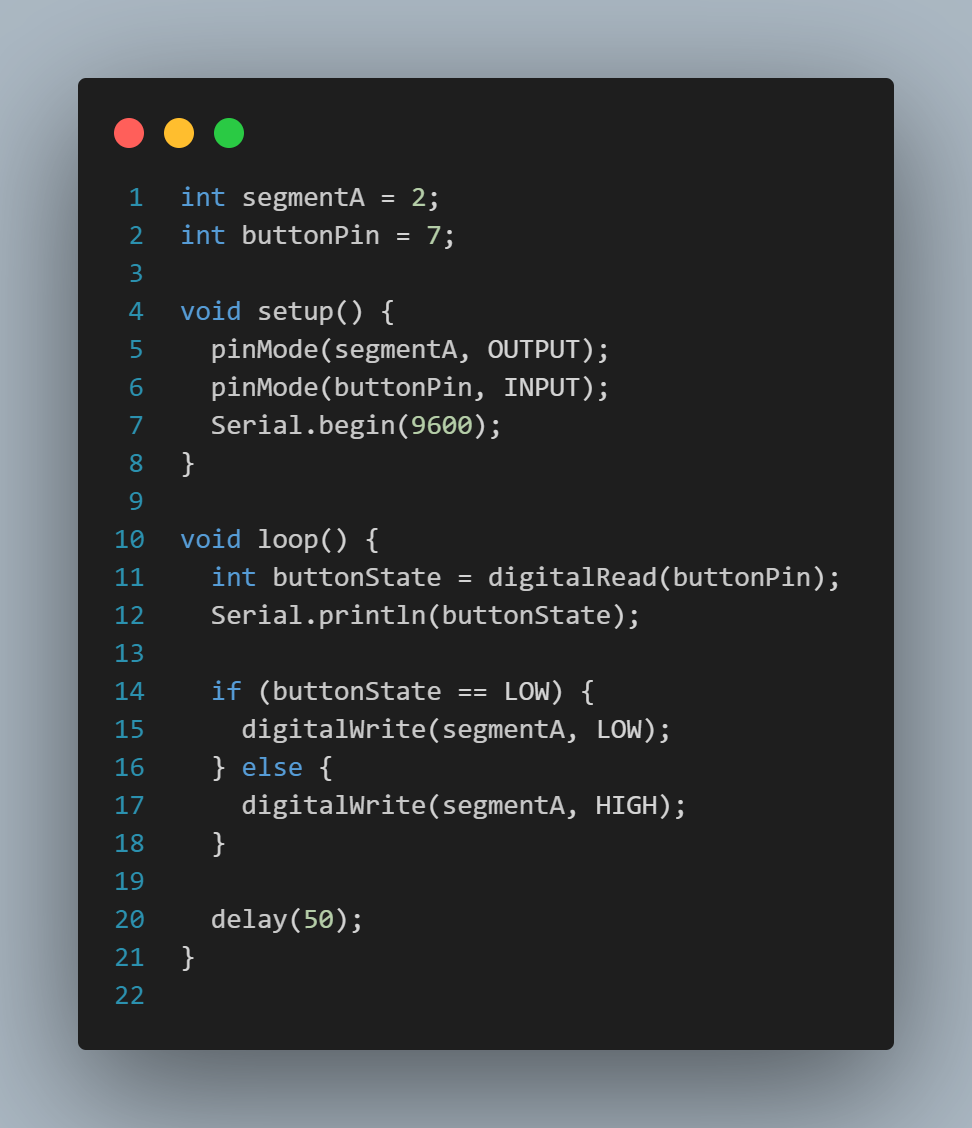 1 int segmentA = 2;
2 int buttonPin = 7;
3
4 void setup() {
5   pinMode(segmentA, OUTPUT);
6   pinMode(buttonPin, INPUT);
7   Serial.begin(9600);
8 }
9
10 void loop() {
11   int buttonState = digitalRead(buttonPin);
12   Serial.println(buttonState);
13
14   if (buttonState == LOW) {
15     digitalWrite(segmentA, LOW);
16   } else {
17     digitalWrite(segmentA, HIGH);
18   }
19
20   delay(50);
21 }
22